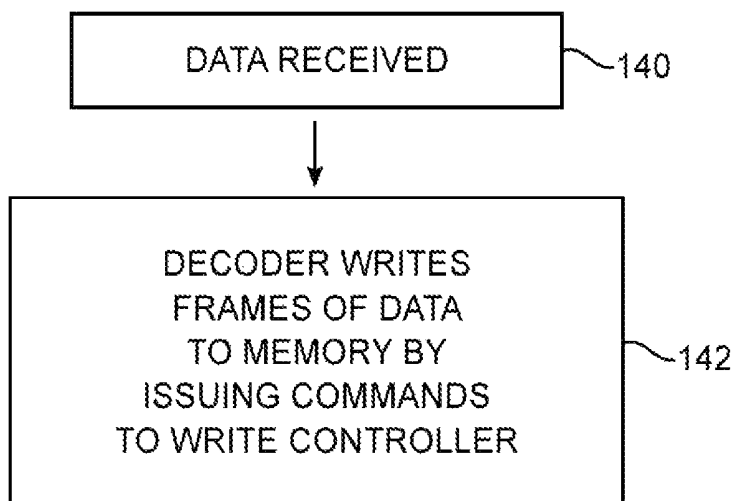 DATA RECEIVED
140
DECODER WRITES
FRAMES OF DATA
TO MEMORY BY
ISSUING COMMANDS
TO WRITE CONTROLLER
142